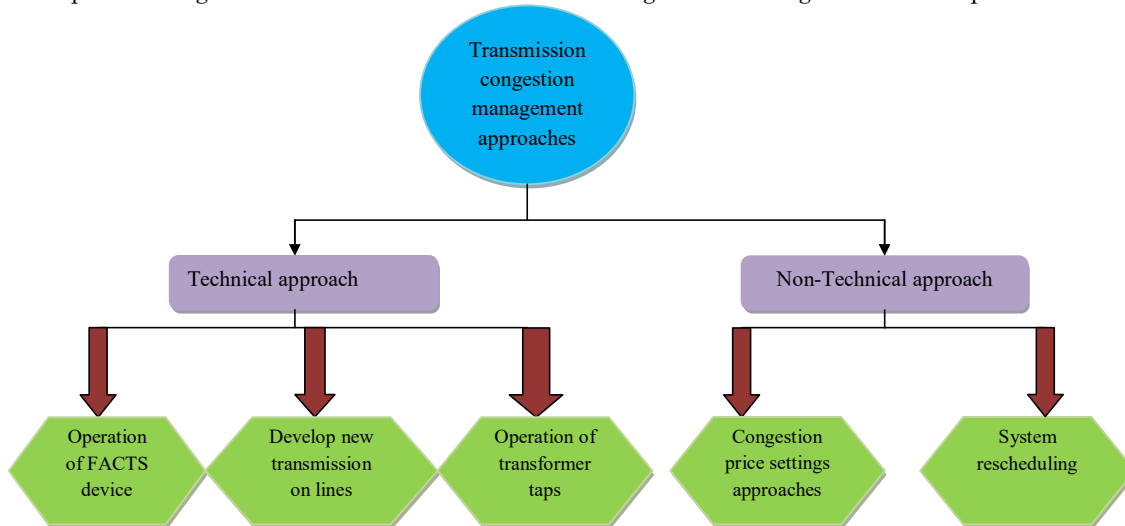 Transmission
congestion
management
approaches
Technical approach
Non-Technical approach
Operation
of FACTS
device
Develop new
transmission
on lines
Operation of
transformer
taps
Congestion
price settings
approaches
System
rescheduling